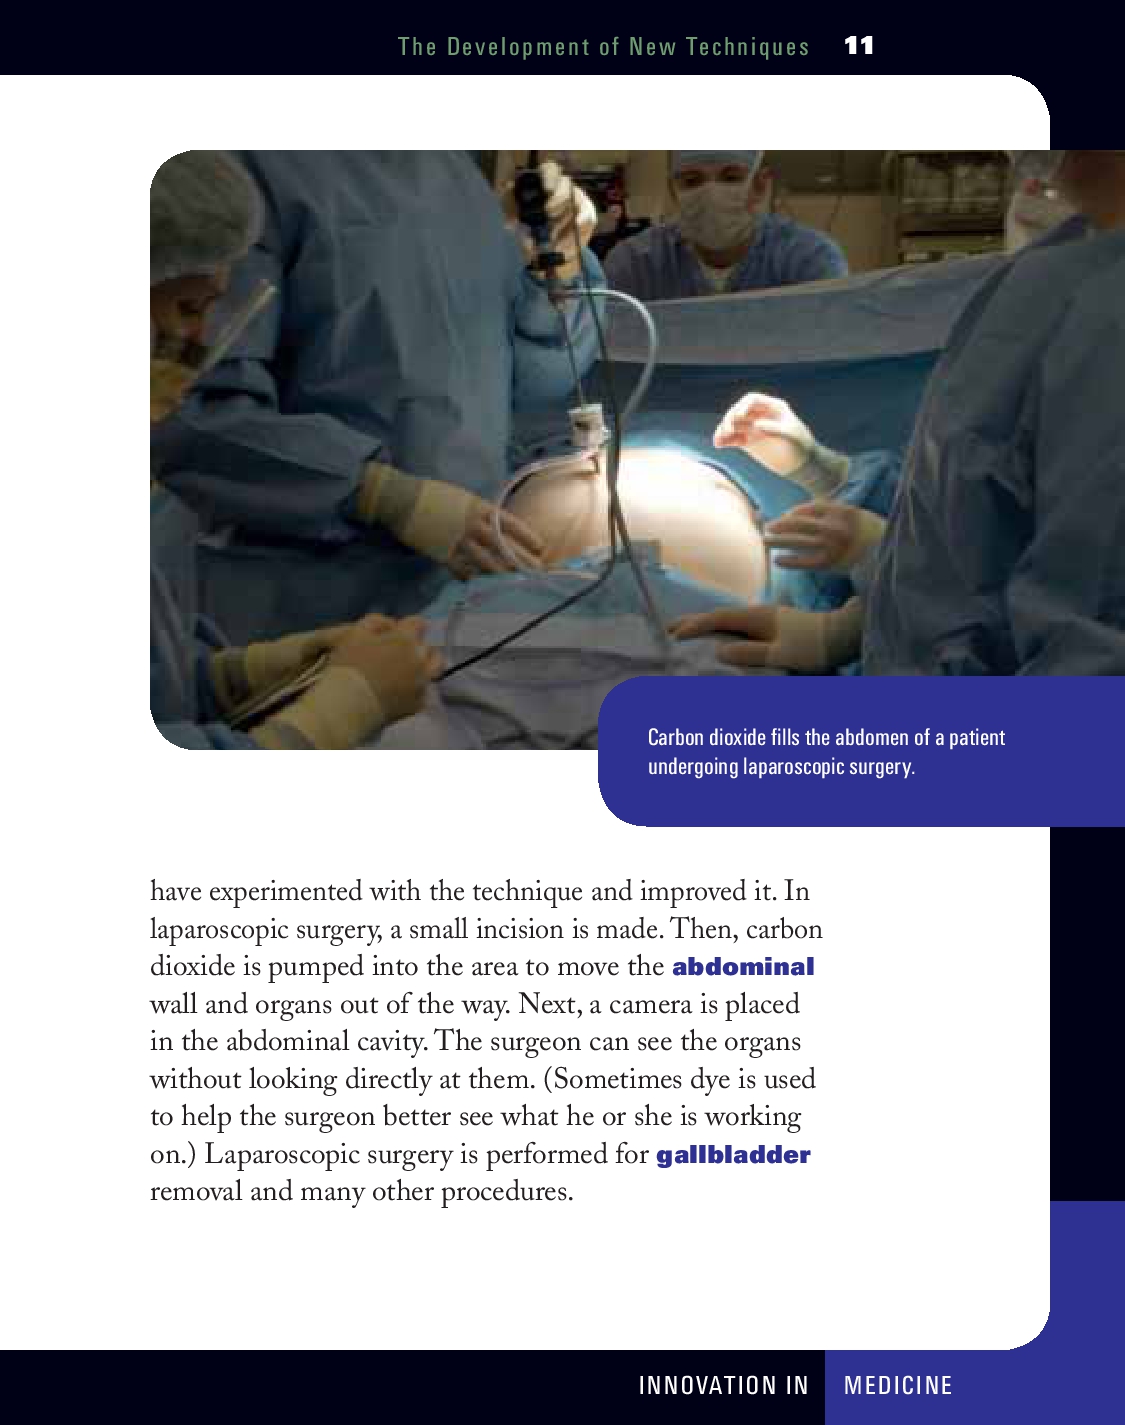 The Development of New Techniques 11
Carbon dioxide fills the abdomen of a patient
undergoing laparoscopic surgery.
have experimented with the technique and improved it. In
laparoscopic surgery, a small incision is made. Then, carbon
dioxide is pumped into the area to move the abdominal
wall and organs out of the way. Next, a camera is placed
in the abdominal cavity. The surgeon can see the organs
without looking directly at them. (Sometimes dye is used
to help the surgeon better see what he or she is working
on.) Laparoscopic surgery is performed for gallbladder
removal and many other procedures.
INNOVATION IN MEDICINE